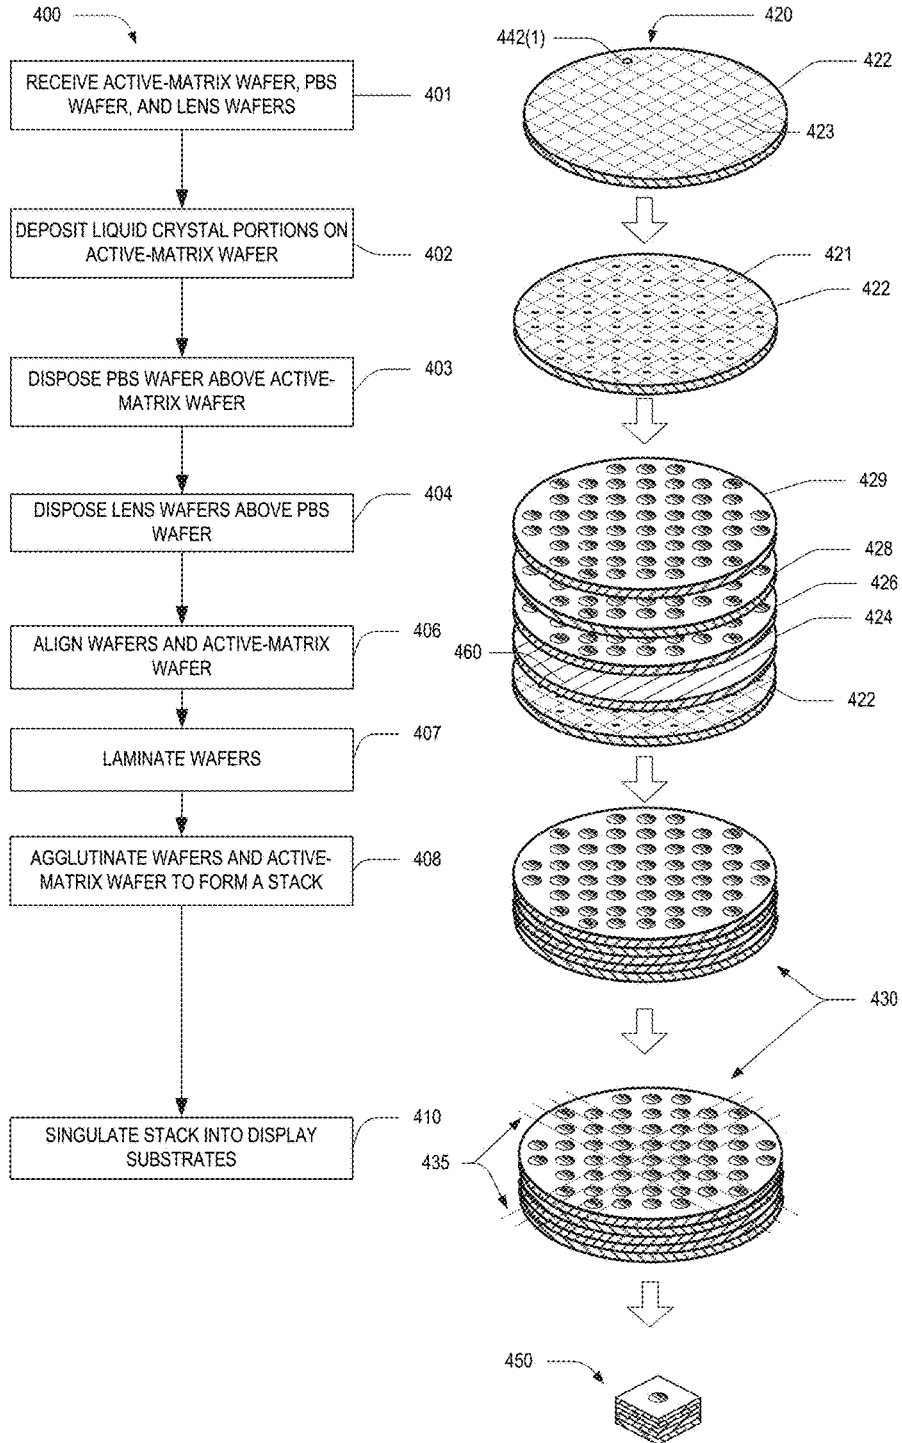 400
RECEIVE ACTIVE-MATRIX WAFER, PBS
WAFER, AND LENS WAFERS
401
DEPOSIT LIQUID CRYSTAL PORTIONS ON
ACTIVE-MATRIX WAFER
402
DISPOSE PBS WAFER ABOVE ACTIVE-
MATRIX WAFER
403
DISPOSE LENS WAFERS ABOVE PBS
WAFER
404
ALIGN WAFERS AND ACTIVE-MATRIX
WAFER
406
LAMINATE WAFERS
407
AGGLUTINATE WAFERS AND ACTIVE-
MATRIX WAFER TO FORM A STACK
408
SINGULATE STACK INTO DISPLAY
SUBSTRATES
410
420
442(1)
422
423
421
422
429
428
426
424
460
422
430
435
450